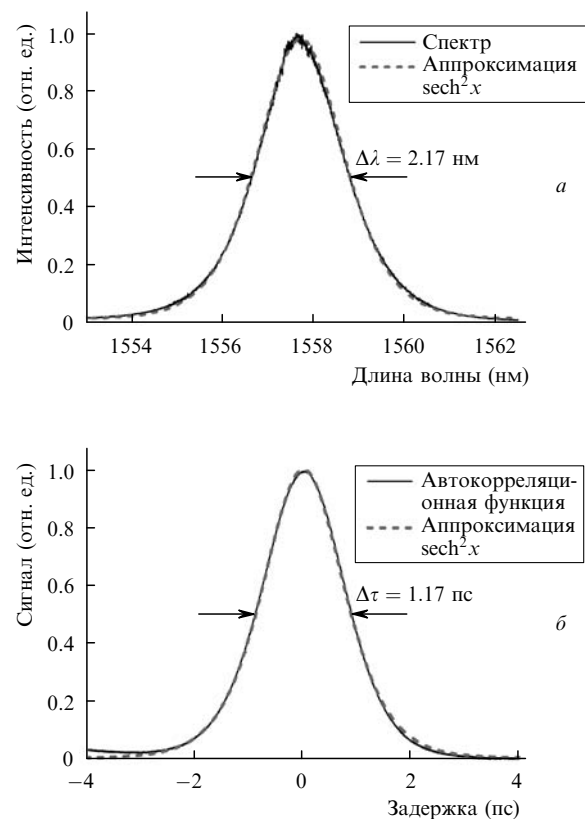 1.0
0.8
0.6
0.4
0.2
0
Интенсивность (отн. ед.)
Спектр
Аппроксимация
sech²x
Δλ = 2.17 нм
а
1554
1556
1558
1560
1562
Длина волны (нм)
1.0
0.8
0.6
0.4
0.2
0
Сигнал (отн. ед.)
Автокорреляци-
онная функция
Аппроксимация
sech²x
Δτ = 1.17 пс
б
−4
−2
0
2
4
Задержка (пс)